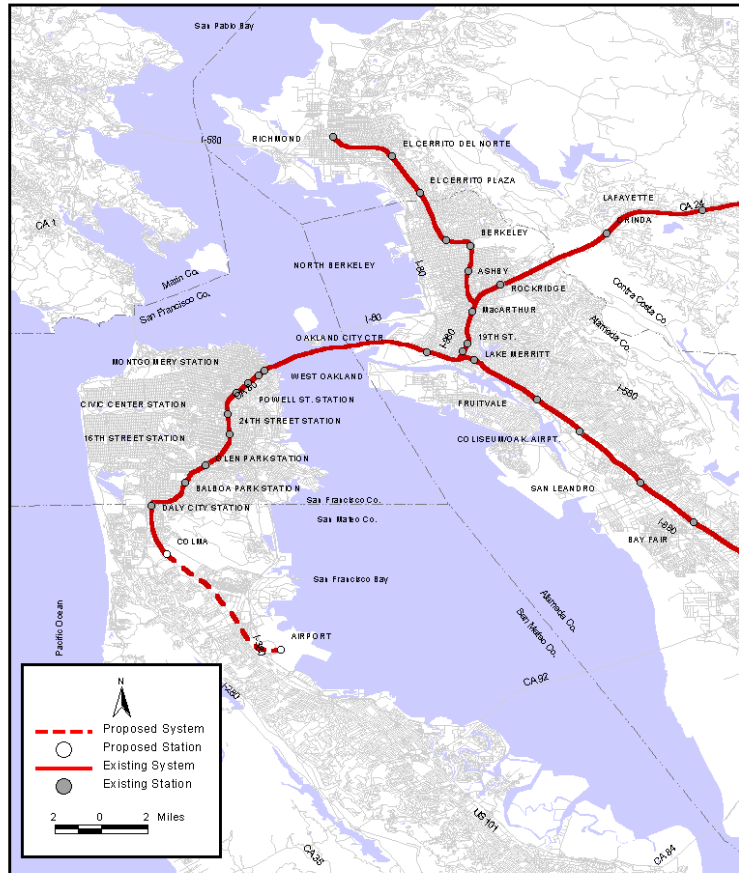 San Pablo Bay
RICHMOND
I-580
EL CERRITO DEL NORTE
EL CERRITO PLAZA
LAFAYETTE
CA 24
ORINDA
CA 1
BERKELEY
NORTH BERKELEY
I-80
ASHBY
ROCKRIDGE
Marin Co.
San Francisco Co.
Contra Costa Co.
Alameda Co.
MacARTHUR
I-80
I-880
OAKLAND CITY CTR.
19TH ST.
LAKE MERRITT
MONTGOMERY STATION
WEST OAKLAND
I-580
CIVIC CENTER STATION
POWELL ST. STATION
FRUITVALE
24TH STREET STATION
16TH STREET STATION
COLISEUM/OAK. AIRPT.
GLEN PARK STATION
BALBOA PARK STATION
SAN LEANDRO
San Francisco Co.
DALY CITY STATION
San Mateo Co.
I-880
BAY FAIR
COLMA
San Francisco Bay
Alameda Co.
San Mateo Co.
Pacific Ocean
AIRPORT
I-280
CA 92
N
Proposed System
Proposed Station
Existing System
Existing Station
2 0 2 Miles
US 101
CA 35
CA 84